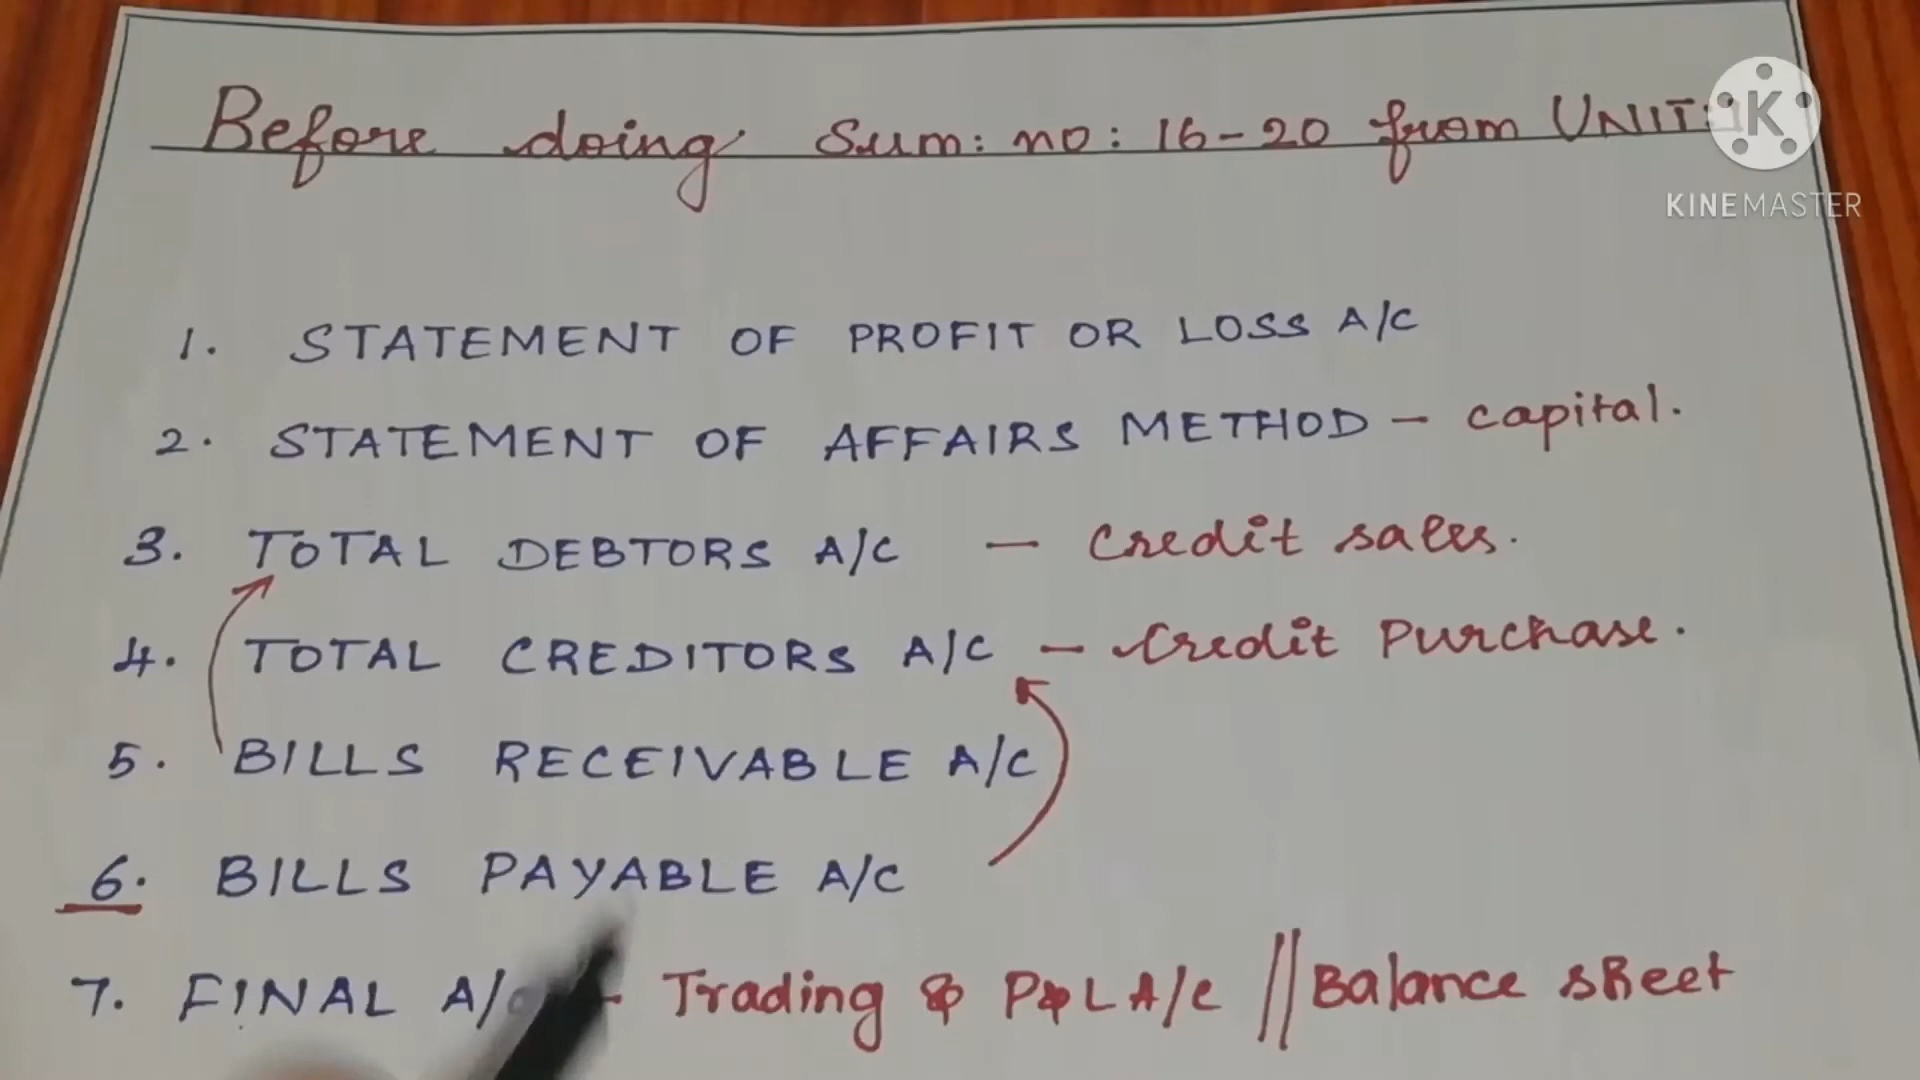 Before doing Sum: no: 16-20 from UNIT:
K
KINEMASTER
1. STATEMENT OF PROFIT OR LOSS A/C
2. STATEMENT OF AFFAIRS METHOD - capital.
3. TOTAL DEBTORS A/C - Credit sales.
4. TOTAL CREDITORS A/C - Credit Purchase.
5. BILLS RECEIVABLE A/C
6. BILLS PAYABLE A/C
7. FINAL - Trading & P&L A/c || Balance sheet